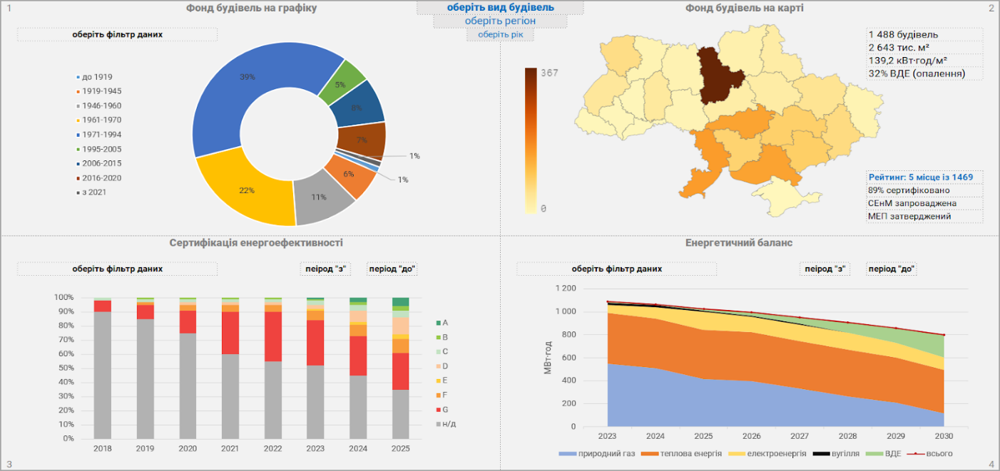 1
Фонд будівель на графіку
оберіть вид будівель
оберіть регіон
оберіть рік
Фонд будівель на карті
2
оберіть фільтр даних
до 1919
1919-1945
1946-1960
1961-1970
1971-1994
1995-2005
2006-2015
2016-2020
з 2021
39%
5%
8%
7%
1%
1%
6%
11%
22%
367
0
1 488 будівель
2 643 тис. м²
139,2 кВт·год/м²
32% ВДЕ (опалення)
Рейтинг: 5 місце із 1469
89% сертифіковано
СЕнМ запроваджена
МЕП затверджений
Сертифікація енергоефективності
оберіть фільтр даних
пеірод "з"
період "до"
100%
90%
80%
70%
60%
50%
40%
30%
20%
10%
0%
2018 2019 2020 2021 2022 2023 2024 2025
A
B
C
D
E
F
G
н/д
3
Енергетичний баланс
оберіть фільтр даних
пеірод "з"
період "до"
МВт·год
1 200
1 000
800
600
400
200
0
2023 2024 2025 2026 2027 2028 2029 2030
природний газ теплова енергія електроенергія вугілля ВДЕ всього
4